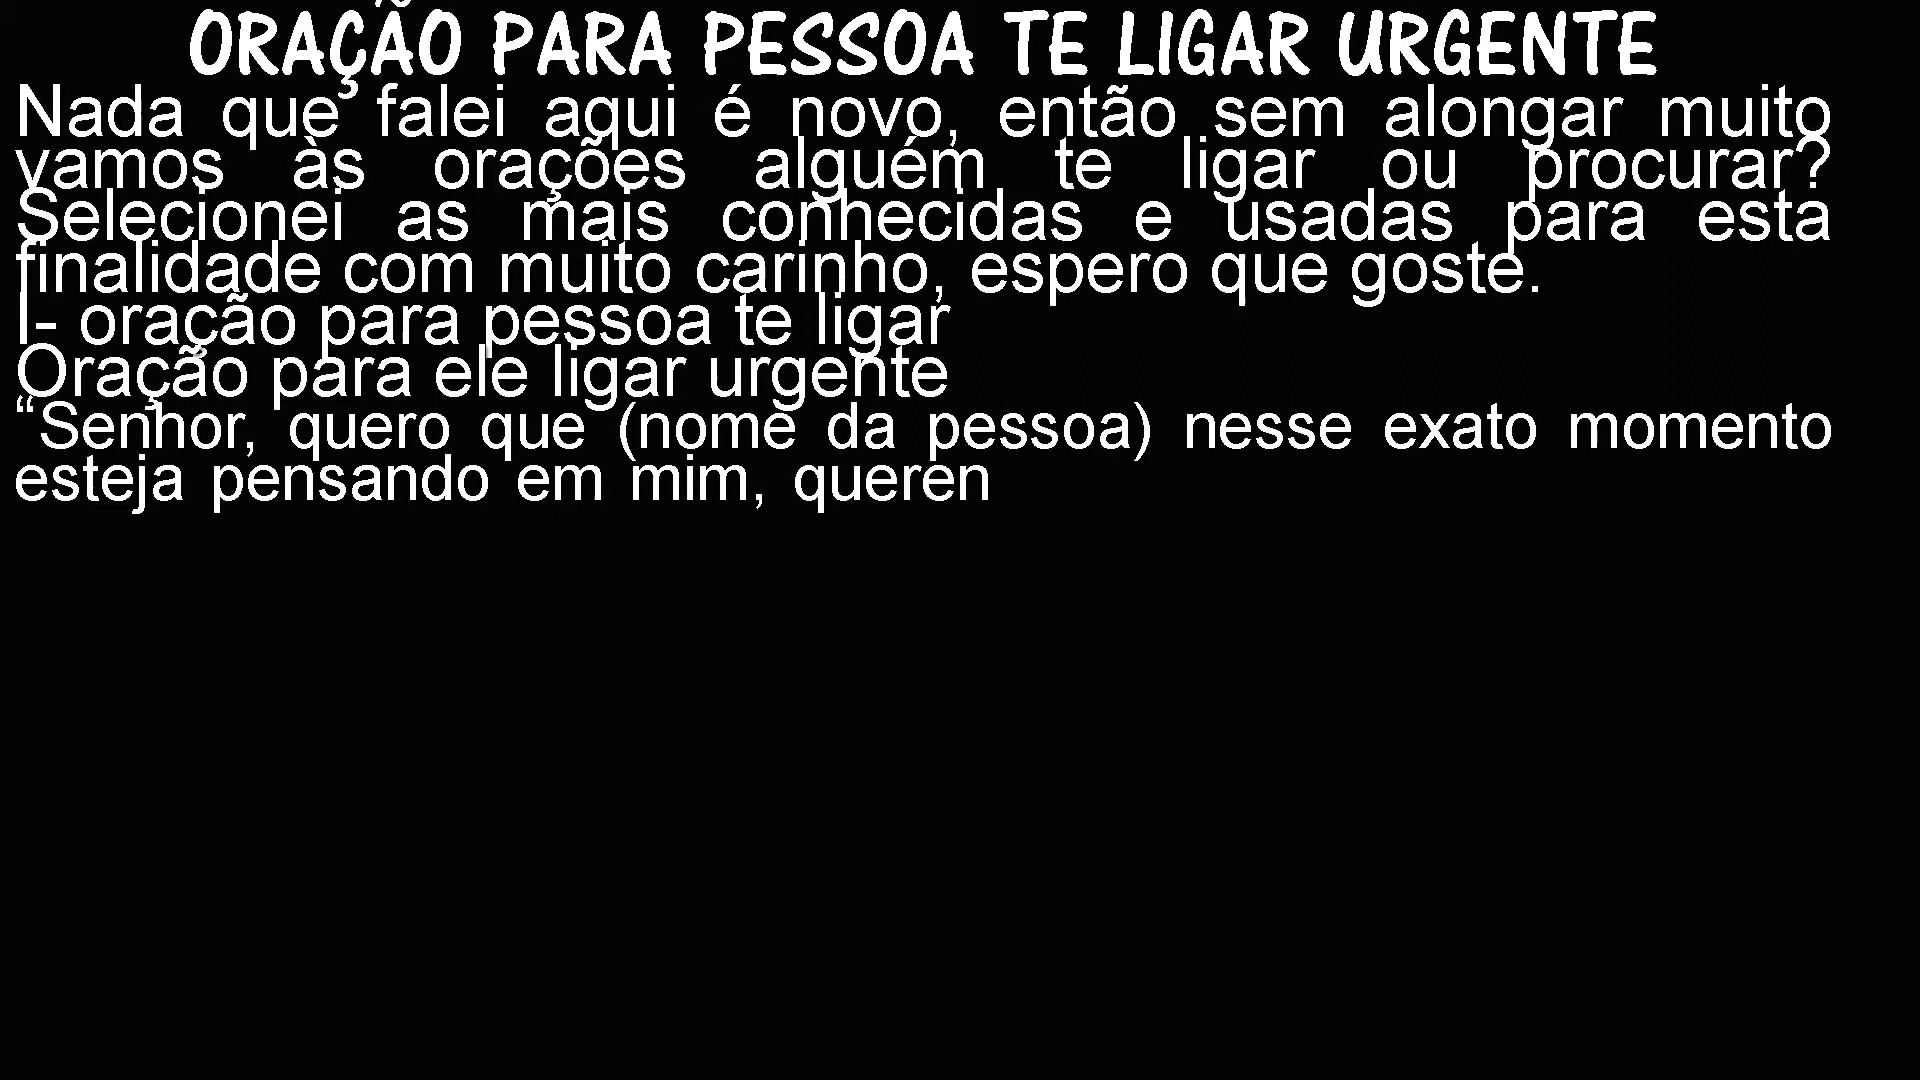 ORAÇÃO PARA PESSOA TE LIGAR URGENTE
Nada que falei aqui é novo, então sem alongar muito
vamos às orações alguém te ligar ou procurar?
Selecionei as mais conhecidas e usadas para esta
finalidade com muito carinho, espero que goste.
I- oração para pessoa te ligar
Oração para ele ligar urgente
“Senhor, quero que (nome da pessoa) nesse exato momento
esteja pensando em mim, queren